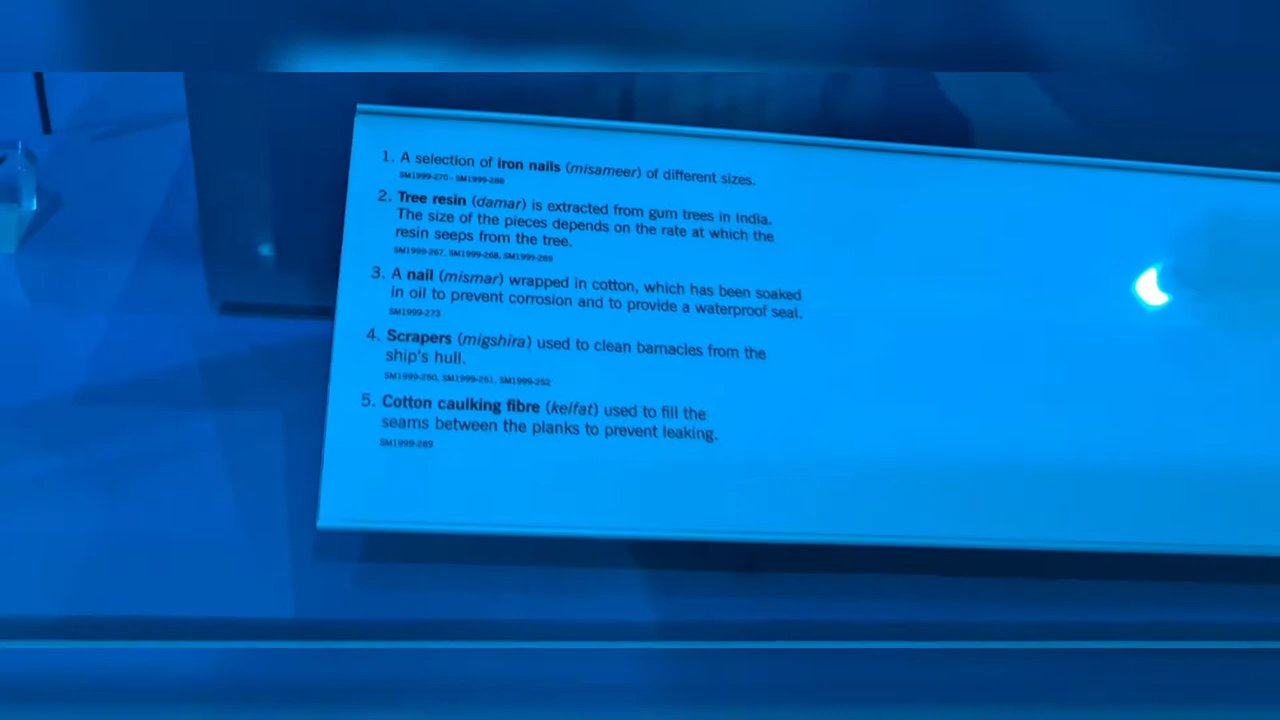 1. A selection of iron nails (misameer) of different sizes.
SM1999-270 - SM1999-288
2. Tree resin (damar) is extracted from gum trees in India.
The size of the pieces depends on the rate at which the
resin seeps from the tree.
SM1999-267, SM1999-268, SM1999-269
3. A nail (mismar) wrapped in cotton, which has been soaked
in oil to prevent corrosion and to provide a waterproof seal.
SM1999-273
4. Scrapers (migshira) used to clean barnacles from the
ship's hull.
SM1999-250, SM1999-251, SM1999-252
5. Cotton caulking fibre (kelfat) used to fill the
seams between the planks to prevent leaking.
SM1999-289